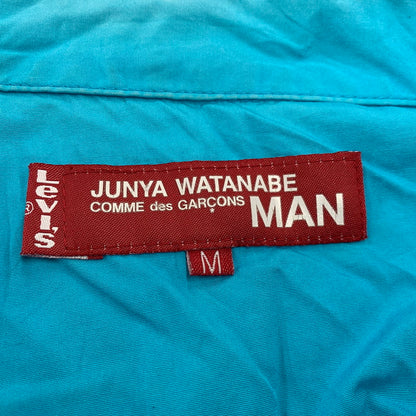 Levi's
®
JUNYA WATANABE
COMME des GARÇONS MAN
M